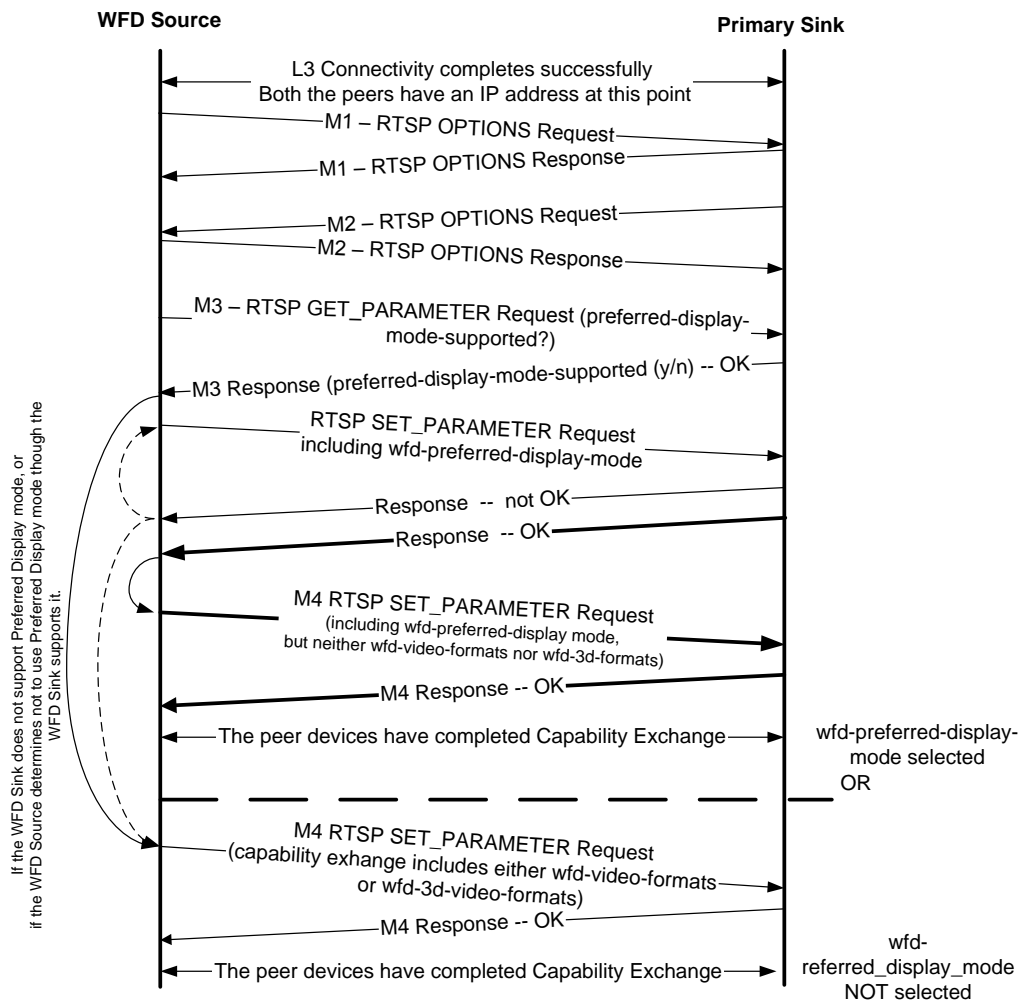 WFD Source
Primary Sink
L3 Connectivity completes successfully
Both the peers have an IP address at this point
M1 – RTSP OPTIONS Request
M1 – RTSP OPTIONS Response
M2 – RTSP OPTIONS Request
M2 – RTSP OPTIONS Response
M3 – RTSP GET_PARAMETER Request (preferred-display-
mode-supported?)
M3 Response (preferred-display-mode-supported (y/n) -- OK
RTSP SET_PARAMETER Request
including wfd-preferred-display-mode
Response -- not OK
Response -- OK
If the WFD Sink does not support Preferred Display mode, or
if the WFD Source determines not to use Preferred Display mode though the
WFD Sink supports it.
M4 RTSP SET_PARAMETER Request
(including wfd-preferred-display mode,
but neither wfd-video-formats nor wfd-3d-formats)
M4 Response -- OK
The peer devices have completed Capability Exchange
wfd-preferred-display-
mode selected
OR
M4 RTSP SET_PARAMETER Request
(capability exhange includes either wfd-video-formats
or wfd-3d-video-formats)
M4 Response -- OK
The peer devices have completed Capability Exchange
wfd-
referred_display_mode
NOT selected